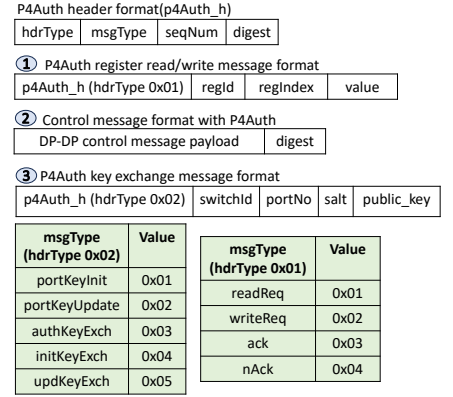 P4Auth header format(p4Auth_h)
hdrType msgType seqNum digest
1 P4Auth register read/write message format
p4Auth_h (hdrType 0x01) regId regIndex value
2 Control message format with P4Auth
DP-DP control message payload digest
3 P4Auth key exchange message format
p4Auth_h (hdrType 0x02) switchId portNo salt public_key
msgType (hdrType 0x02) Value
portKeyInit 0x01
portKeyUpdate 0x02
authKeyExch 0x03
initKeyExch 0x04
updKeyExch 0x05
msgType (hdrType 0x01) Value
readReq 0x01
writeReq 0x02
ack 0x03
nAck 0x04